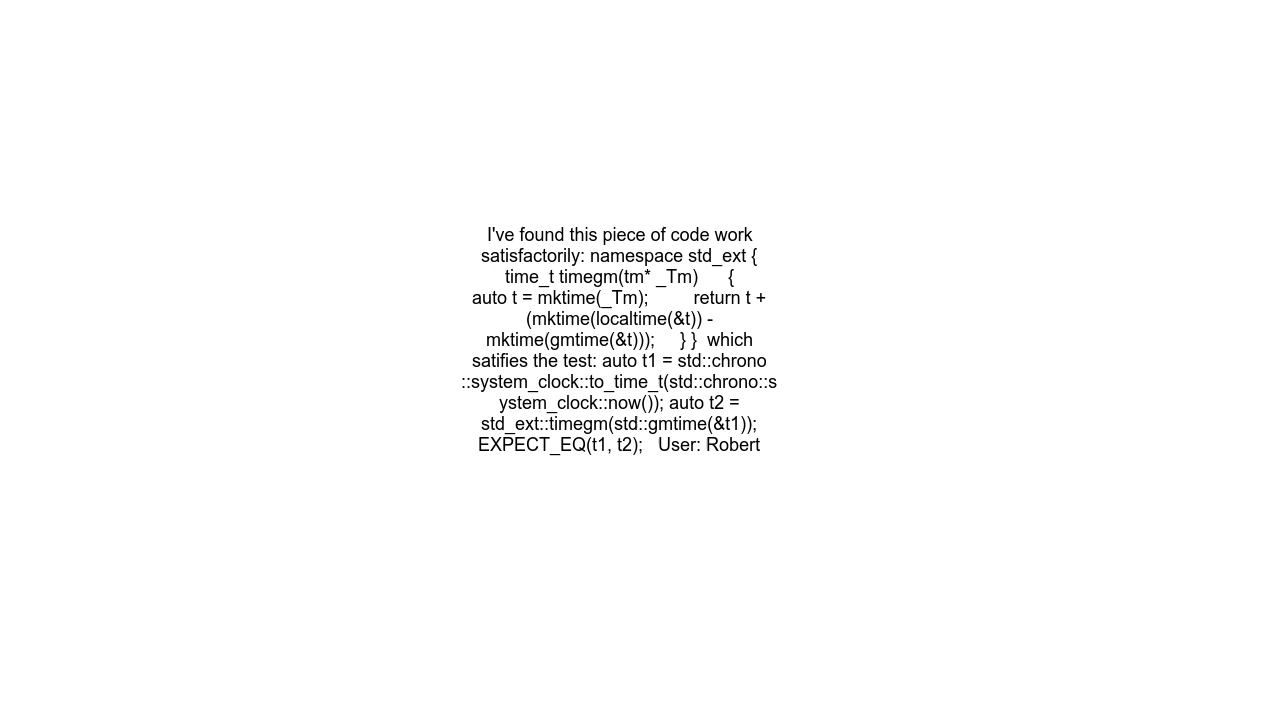 I've found this piece of code work
satisfactorily: namespace std_ext {
time_t timegm(tm* _Tm)      {
auto t = mktime(_Tm);         return t +
(mktime(localtime(&t)) -
mktime(gmtime(&t)));     } }  which
satifies the test: auto t1 = std::chrono
::system_clock::to_time_t(std::chrono::s
ystem_clock::now()); auto t2 =
std_ext::timegm(std::gmtime(&t1));
EXPECT_EQ(t1, t2);   User: Robert